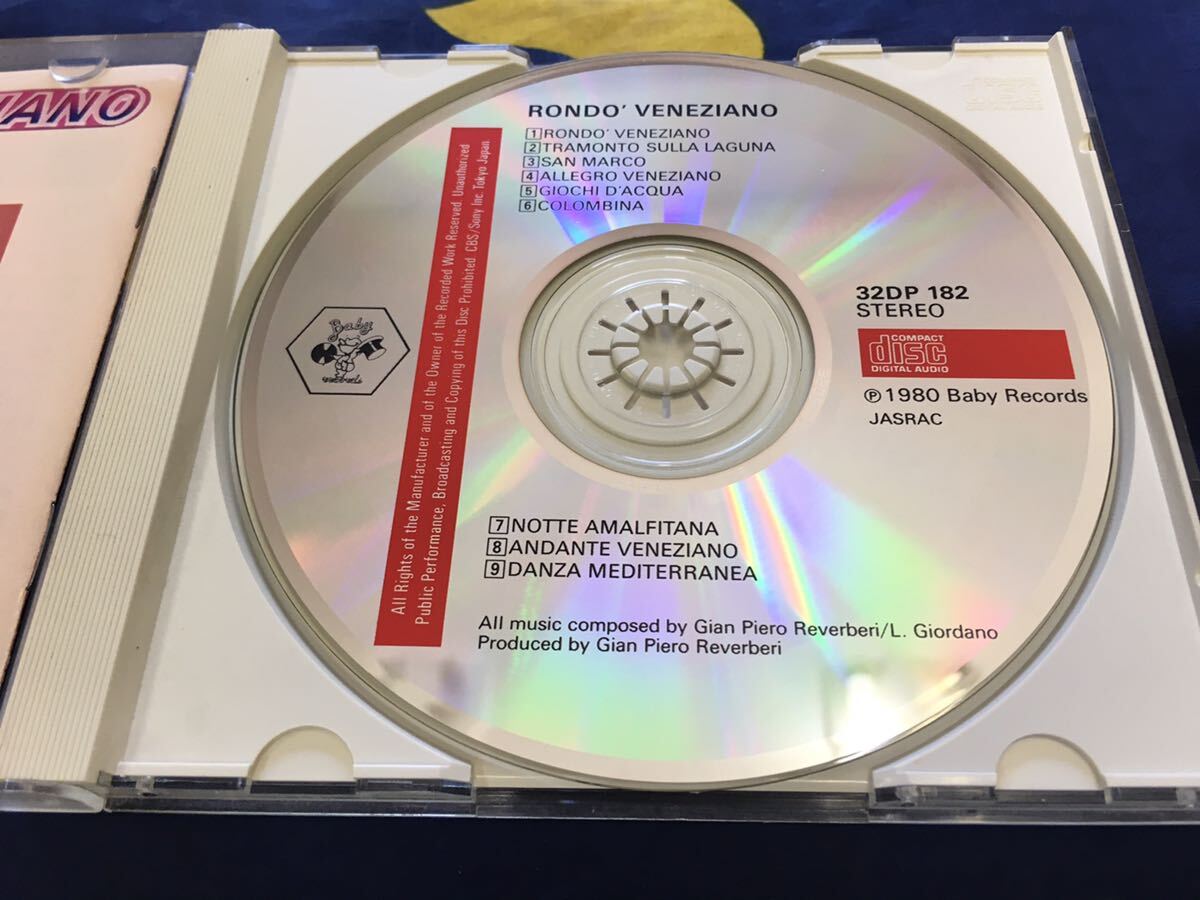 IANO
RONDO' VENEZIANO
1 RONDO' VENEZIANO
2 TRAMONTO SULLA LAGUNA
3 SAN MARCO
4 ALLEGRO VENEZIANO
5 GIOCHI D'ACQUA
6 COLOMBINA
All Rights of the Manufacturer and of the Owner of the Recorded Work Reserved. Unauthorized
Public Performance, Broadcasting and Copying of this Disc Prohibited. CBS/Sony Inc. Tokyo Japan.
Baby
records
32DP 182
STEREO
COMPACT
disc
DIGITAL AUDIO
Ⓟ 1980 Baby Records
JASRAC
7 NOTTE AMALFITANA
8 ANDANTE VENEZIANO
9 DANZA MEDITERRANEA
All music composed by Gian Piero Reverberi/L. Giordano
Produced by Gian Piero Reverberi